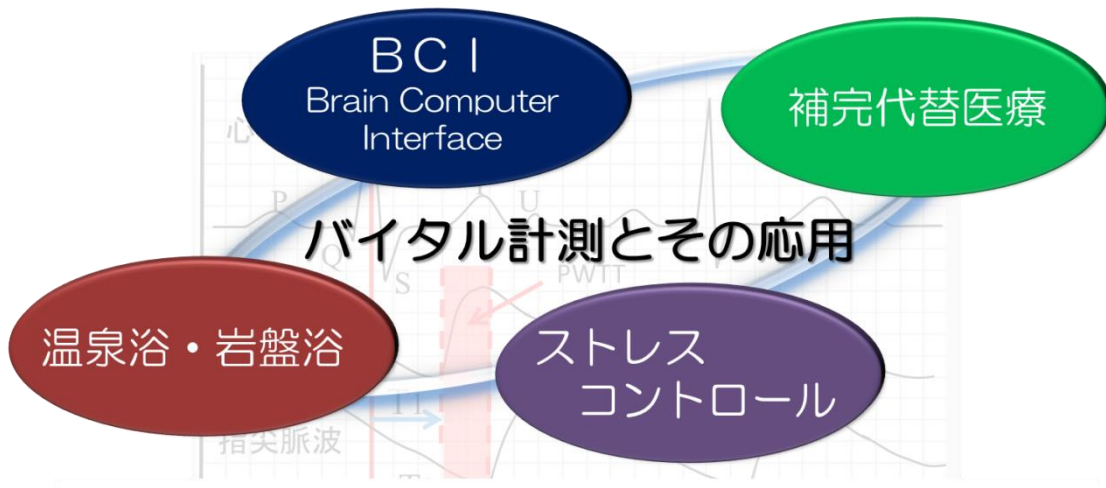 BCI
Brain Computer
Interface
補完代替医療
心
P
U
バイタル計測とその応用
Q
S
PWTT
温泉浴・岩盤浴
ストレス
コントロール
指尖脈波